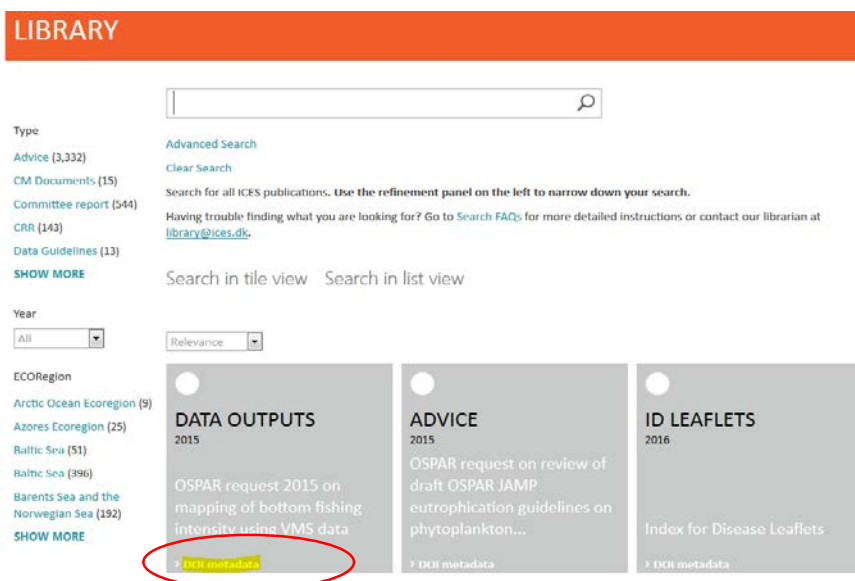 LIBRARY
Type
Advice (3,332)
CM Documents (15)
Committee report (544)
CRR (143)
Data Guidelines (13)
SHOW MORE
Year
All
ECORegion
Arctic Ocean Ecoregion (9)
Azores Ecoregion (25)
Baltic Sea (51)
Baltic Sea (396)
Barents Sea and the
Norwegian Sea (192)
SHOW MORE
Advanced Search
Clear Search
Search for all ICES publications. Use the refinement panel on the left to narrow down your search.
Having trouble finding what you are looking for? Go to Search FAQs for more detailed instructions or contact our librarian at
library@ices.dk.
Search in tile view Search in list view
Relevance
DATA OUTPUTS
2015
OSPAR request 2015 on
mapping of bottom fishing
intensity using VMS data
› DOI metadata
ADVICE
2015
OSPAR request on review of
draft OSPAR JAMP
eutrophication guidelines on
phytoplankton...
› DOI metadata
ID LEAFLETS
2016
Index for Disease Leaflets
› DOI metadata